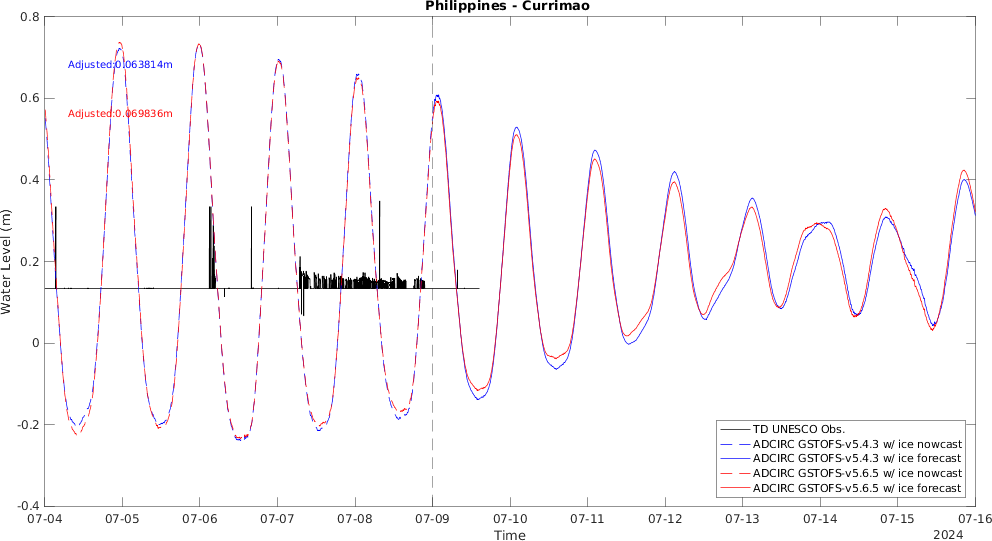 Philippines - Currimao
0.8
0.6
0.4
0.2
0
-0.2
-0.4
Water Level (m)
Adjusted:0.063814m
Adjusted:0.069836m
TD UNESCO Obs.
ADCIRC GSTOFS-v5.4.3 w/ ice nowcast
ADCIRC GSTOFS-v5.4.3 w/ ice forecast
ADCIRC GSTOFS-v5.6.5 w/ ice nowcast
ADCIRC GSTOFS-v5.6.5 w/ ice forecast
07-04 07-05 07-06 07-07 07-08 07-09 07-10 07-11 07-12 07-13 07-14 07-15 07-16
Time
2024